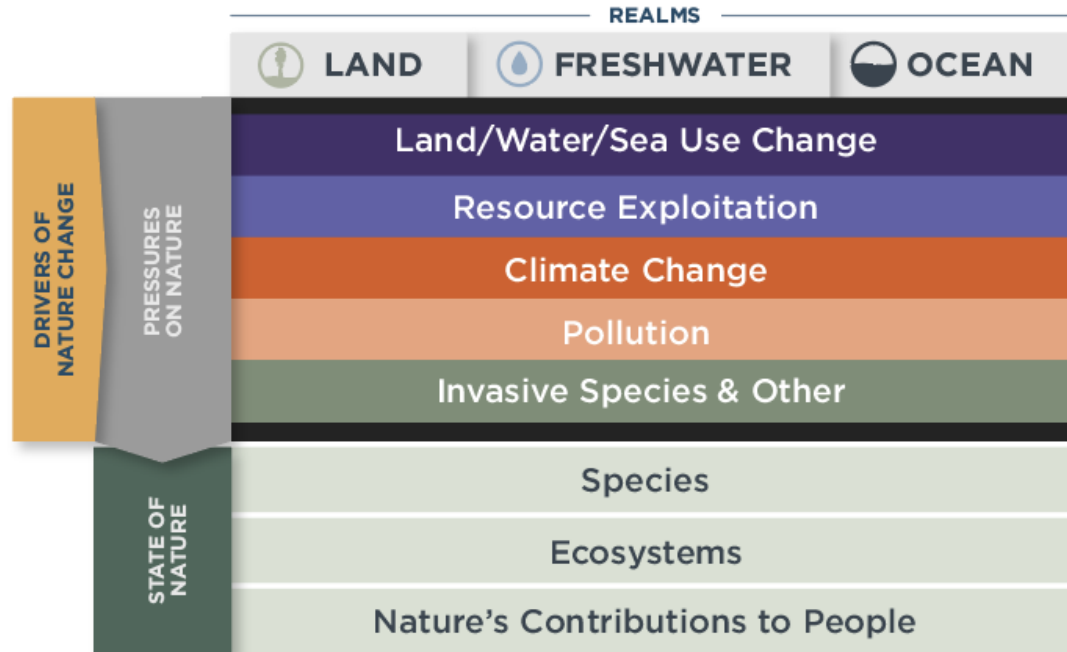 REALMS
LAND
FRESHWATER
OCEAN
DRIVERS OF
NATURE CHANGE
PRESSURES
ON NATURE
Land/Water/Sea Use Change
Resource Exploitation
Climate Change
Pollution
Invasive Species & Other
STATE OF
NATURE
Species
Ecosystems
Nature’s Contributions to People